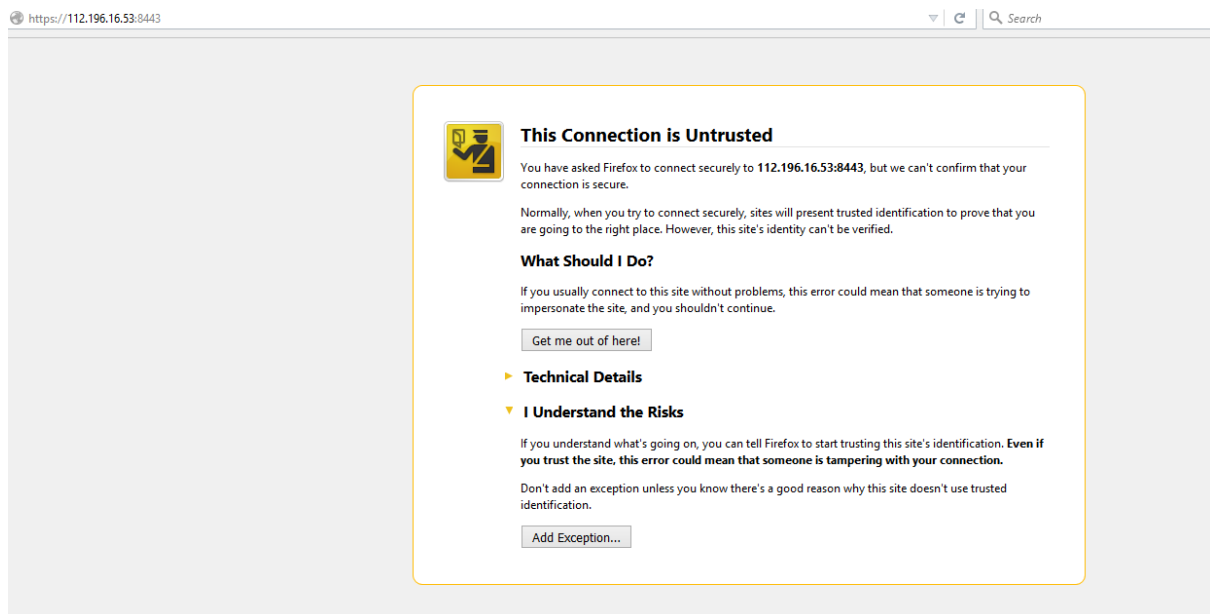 https://112.196.16.53:8443
Search
This Connection is Untrusted
You have asked Firefox to connect securely to 112.196.16.53:8443, but we can't confirm that your
connection is secure.
Normally, when you try to connect securely, sites will present trusted identification to prove that you
are going to the right place. However, this site's identity can't be verified.
What Should I Do?
If you usually connect to this site without problems, this error could mean that someone is trying to
impersonate the site, and you shouldn't continue.
Get me out of here!
Technical Details
I Understand the Risks
If you understand what's going on, you can tell Firefox to start trusting this site's identification. Even if
you trust the site, this error could mean that someone is tampering with your connection.
Don't add an exception unless you know there's a good reason why this site doesn't use trusted
identification.
Add Exception...